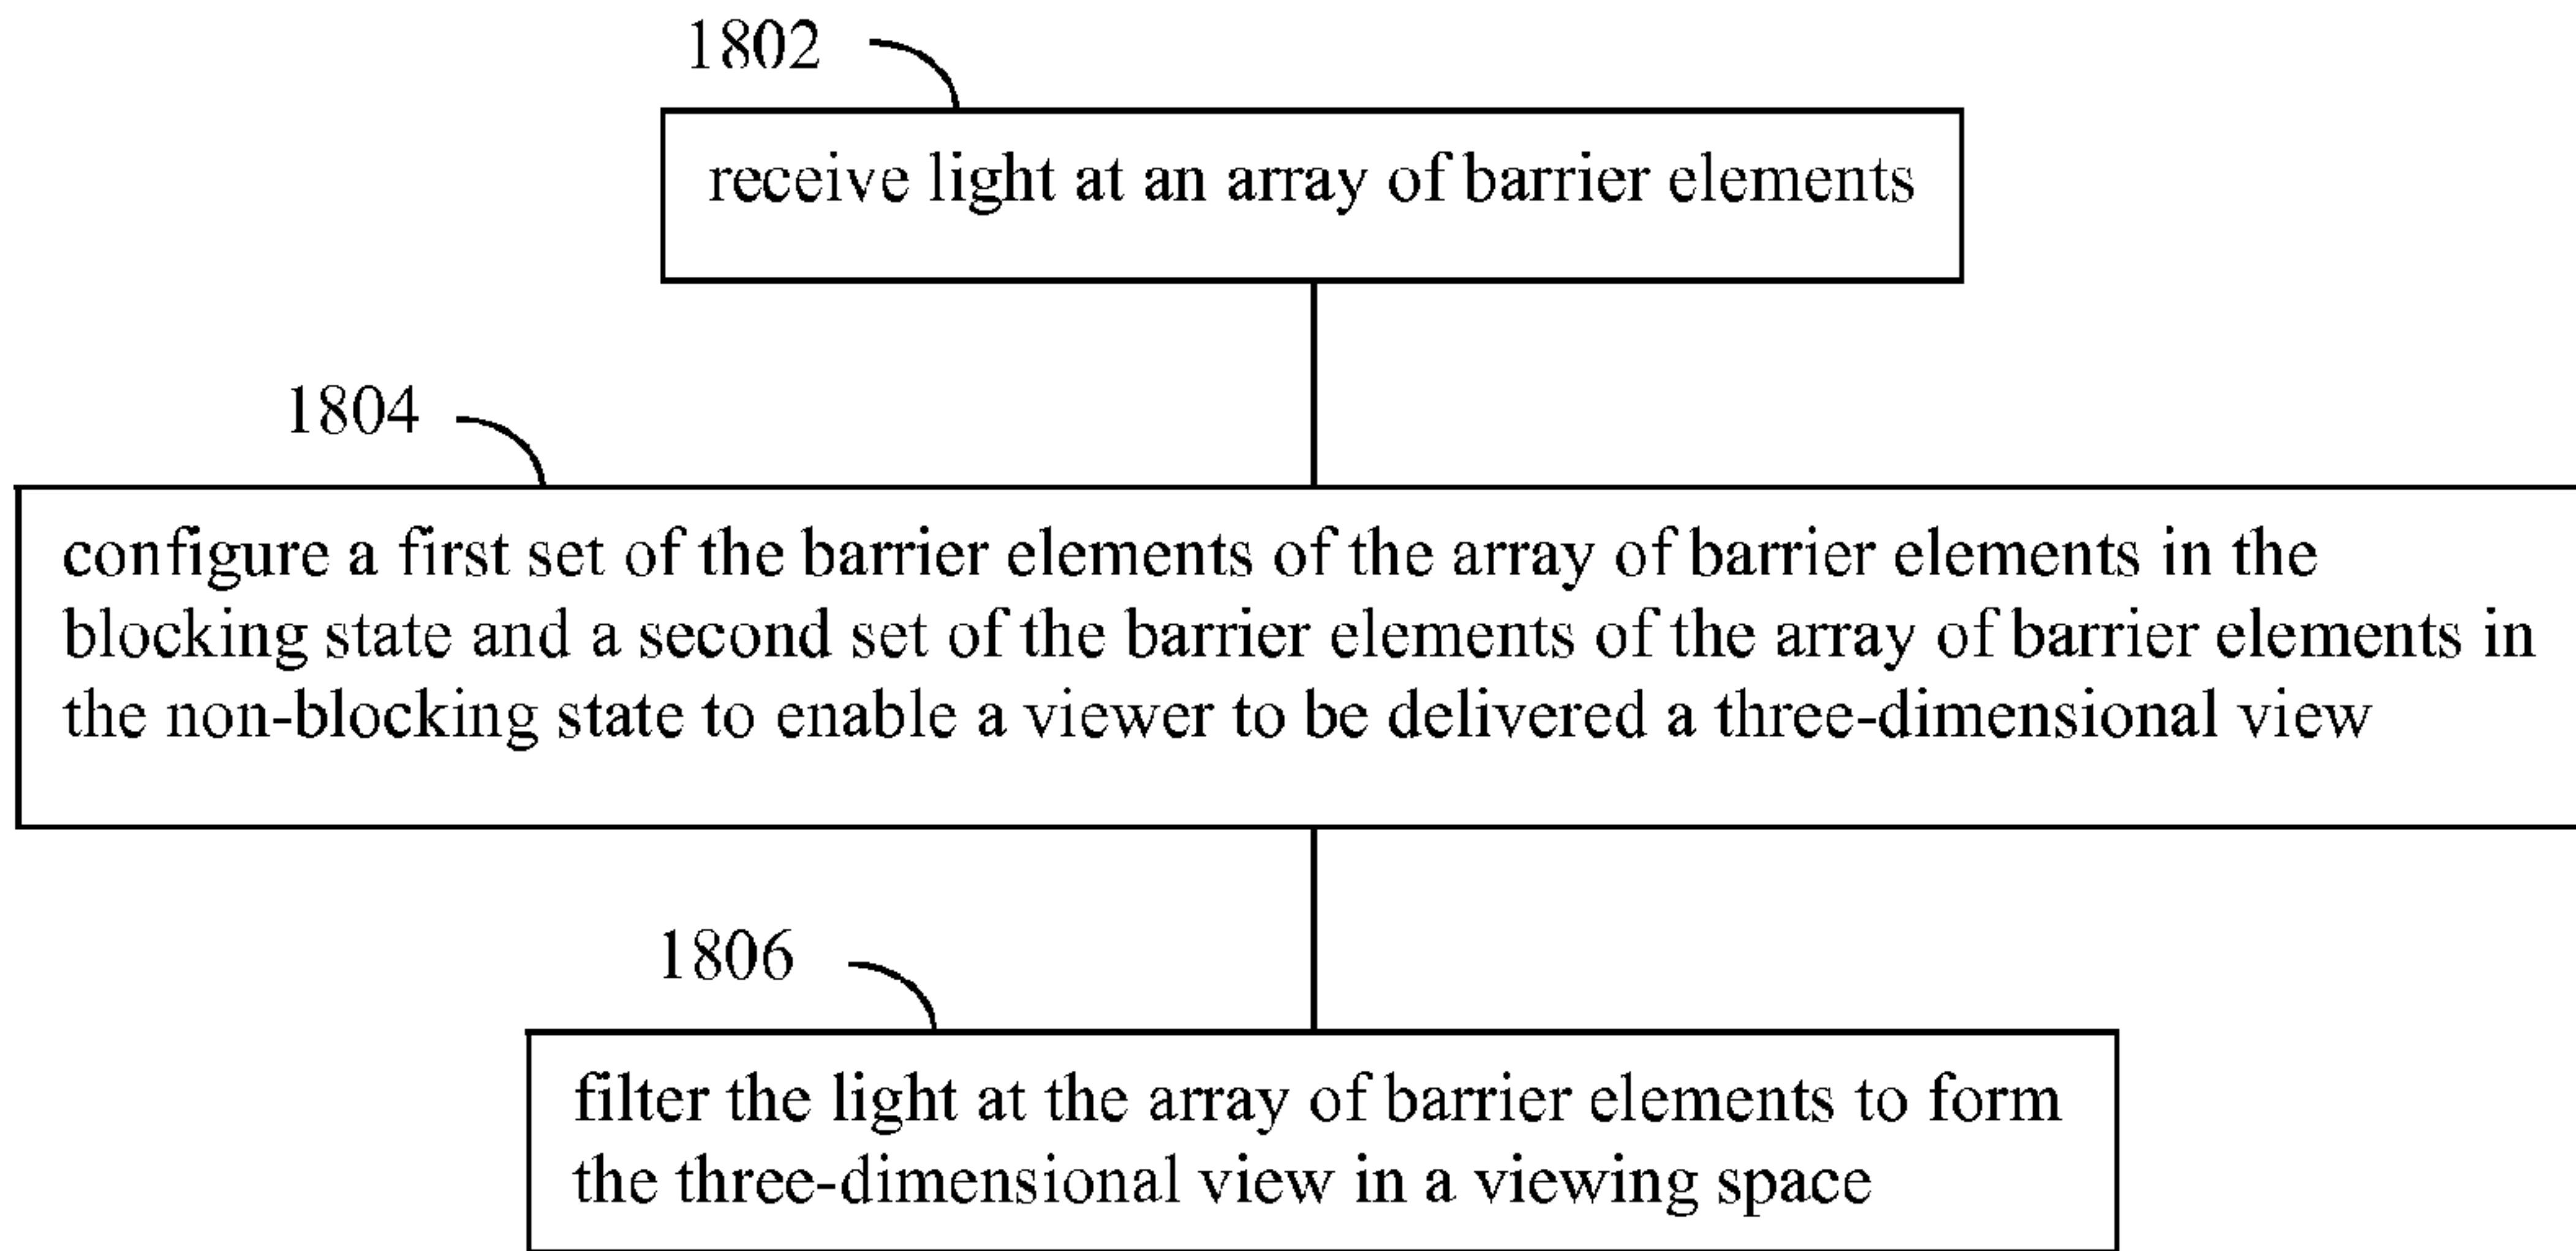 1802
receive light at an array of barrier elements
1804
configure a first set of the barrier elements of the array of barrier elements in the
blocking state and a second set of the barrier elements of the array of barrier elements in
the non-blocking state to enable a viewer to be delivered a three-dimensional view
1806
filter the light at the array of barrier elements to form
the three-dimensional view in a viewing space